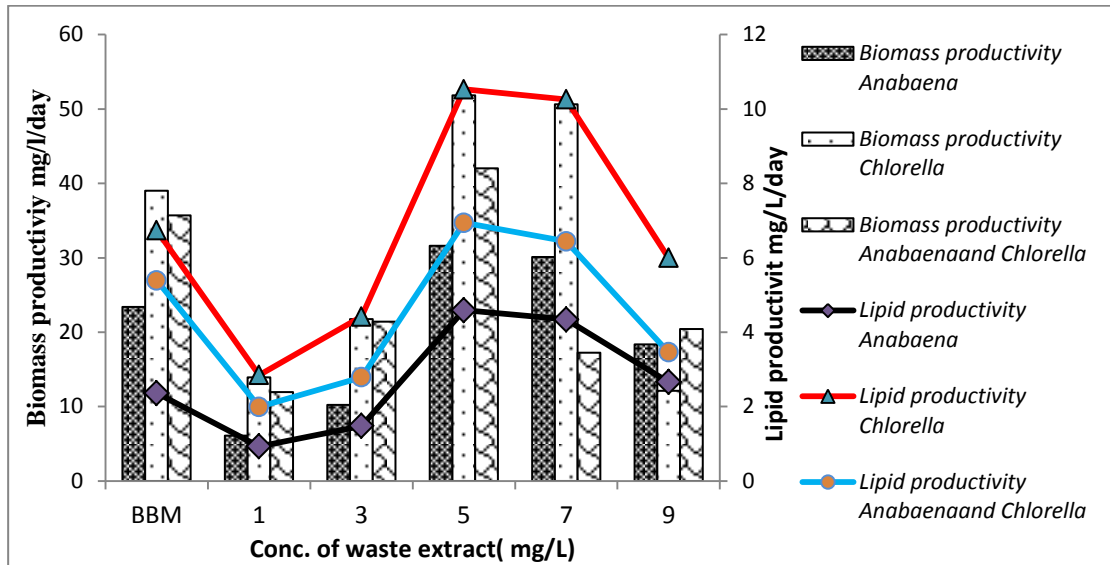 60
50
40
30
20
10
0
Biomass productiviy mg/l/day
BBM
1
3
5
7
9
Conc. of waste extract( mg/L)
12
10
8
6
4
2
0
Lipid productivit mg/L/day
Biomass productivity
Anabaena
Biomass productivity
Chlorella
Biomass productivity
Anabaenaand Chlorella
Lipid productivity
Anabaena
Lipid productivity
Chlorella
Lipid productivity
Anabaenaand Chlorella